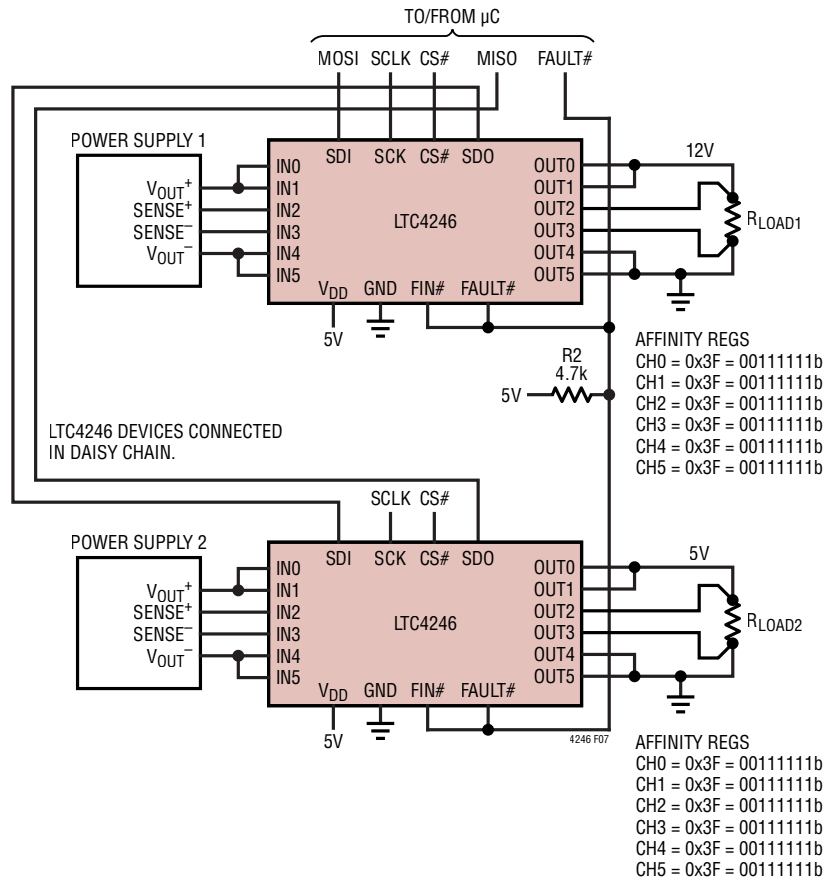 TO/FROM µC
MOSI SCLK CS# MISO FAULT#
POWER SUPPLY 1
VOUT+
SENSE+
SENSE−
VOUT−
IN0
IN1
IN2
IN3
IN4
IN5
SDI SCK CS# SDO
LTC4246
VDD GND FIN# FAULT#
OUT0
OUT1
OUT2
OUT3
OUT4
OUT5
12V
RLOAD1
5V
R2
4.7k
5V
AFFINITY REGS
CH0 = 0x3F = 00111111b
CH1 = 0x3F = 00111111b
CH2 = 0x3F = 00111111b
CH3 = 0x3F = 00111111b
CH4 = 0x3F = 00111111b
CH5 = 0x3F = 00111111b
LTC4246 DEVICES CONNECTED
IN DAISY CHAIN.
SCLK CS#
POWER SUPPLY 2
VOUT+
SENSE+
SENSE−
VOUT−
IN0
IN1
IN2
IN3
IN4
IN5
SDI SCK CS# SDO
LTC4246
VDD GND FIN# FAULT#
OUT0
OUT1
OUT2
OUT3
OUT4
OUT5
5V
RLOAD2
5V
4246 F07
AFFINITY REGS
CH0 = 0x3F = 00111111b
CH1 = 0x3F = 00111111b
CH2 = 0x3F = 00111111b
CH3 = 0x3F = 00111111b
CH4 = 0x3F = 00111111b
CH5 = 0x3F = 00111111b